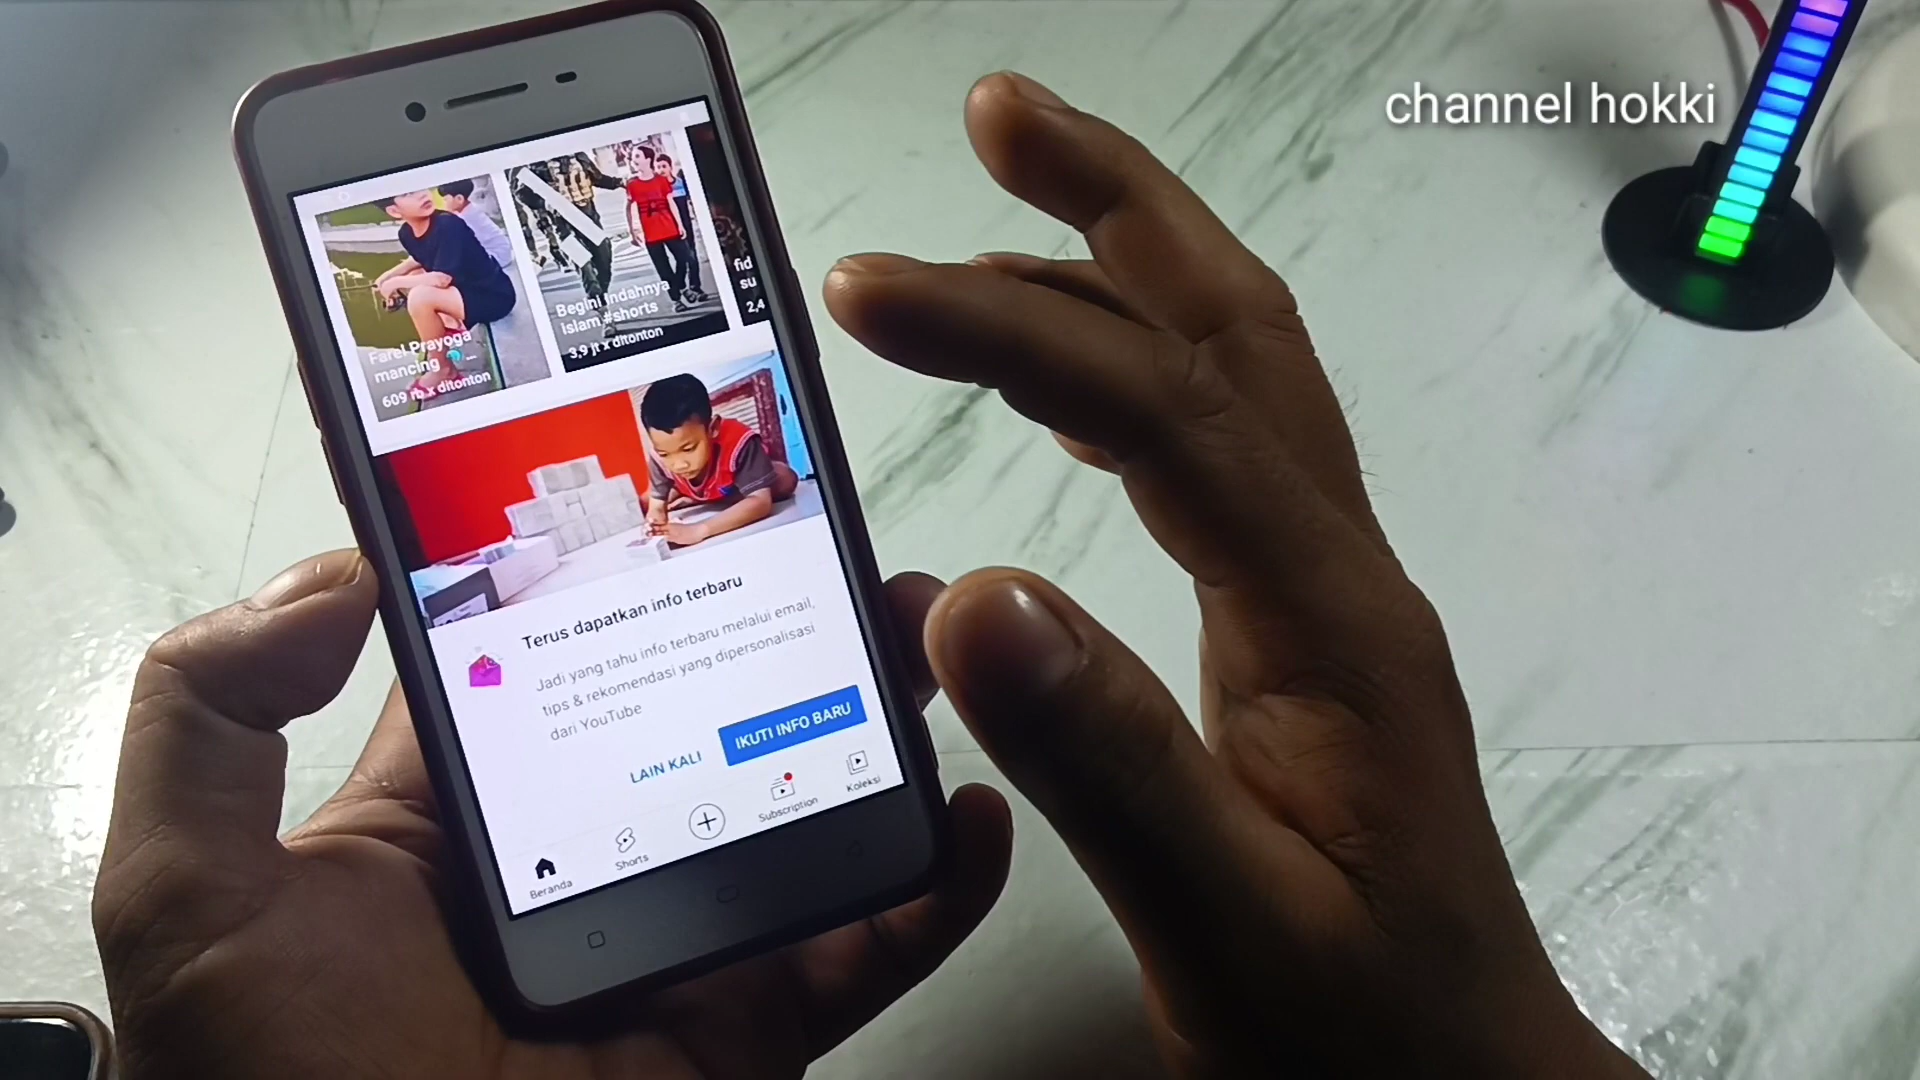 channel hokki
Farel Prayoga
mancing
609 rb x ditonton
Begini Indahnya
Islam #shorts
3,9 jt x ditonton
fid
su
2,4
Terus dapatkan info terbaru
Jadi yang tahu info terbaru melalui email,
tips & rekomendasi yang dipersonalisasi
dari YouTube
LAIN KALI
IKUTI INFO BARU
Beranda
Shorts
Subscription
Koleksi